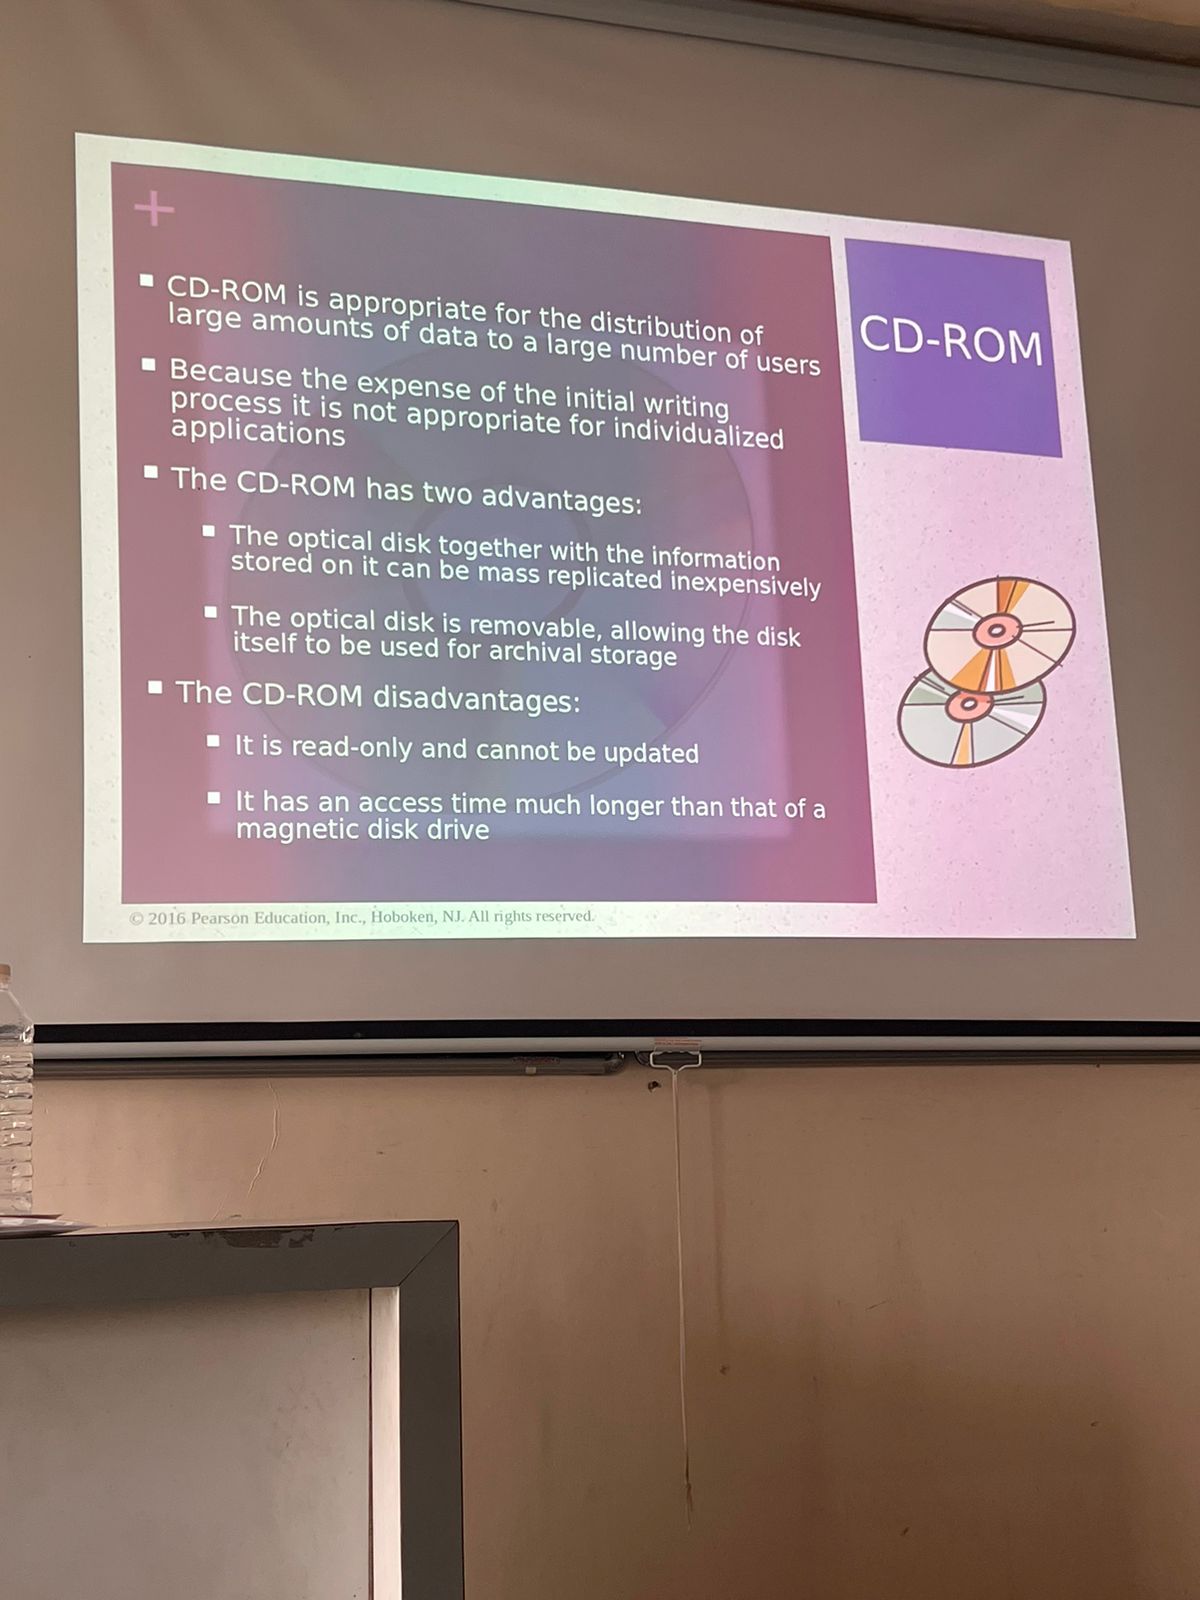 +
▪ CD-ROM is appropriate for the distribution of
large amounts of data to a large number of users
▪ Because the expense of the initial writing
process it is not appropriate for individualized
applications
▪ The CD-ROM has two advantages:
▪ The optical disk together with the information
stored on it can be mass replicated inexpensively
▪ The optical disk is removable, allowing the disk
itself to be used for archival storage
▪ The CD-ROM disadvantages:
▪ It is read-only and cannot be updated
▪ It has an access time much longer than that of a
magnetic disk drive
CD-ROM
© 2016 Pearson Education, Inc., Hoboken, NJ. All rights reserved.